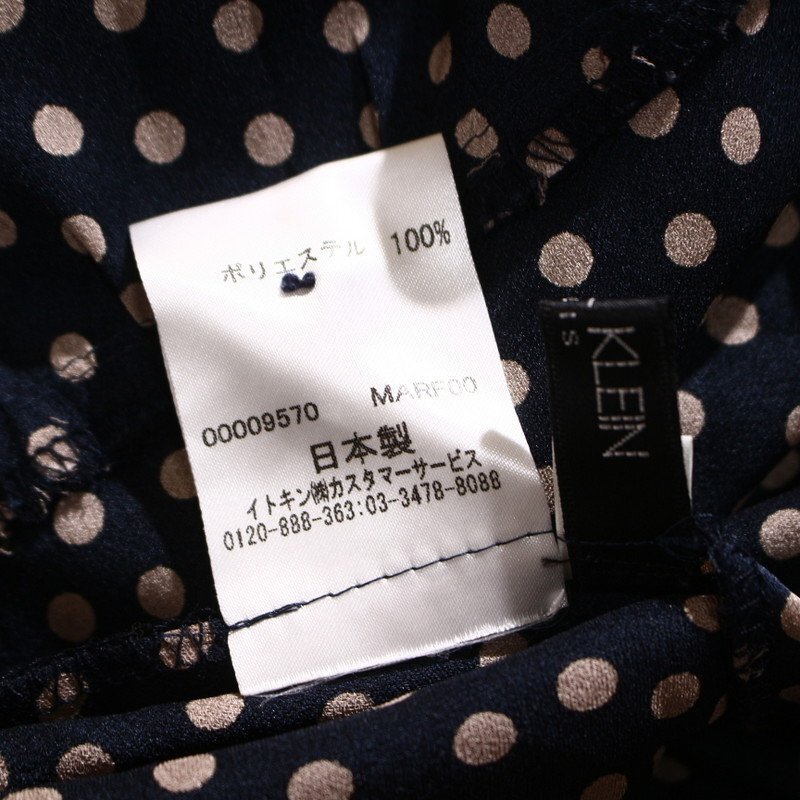 ポリエステル 100%
00009570 MARF00
日本製
イトキン㈱カスタマーサービス
0120-888-363:03-3478-8088
KLEIN